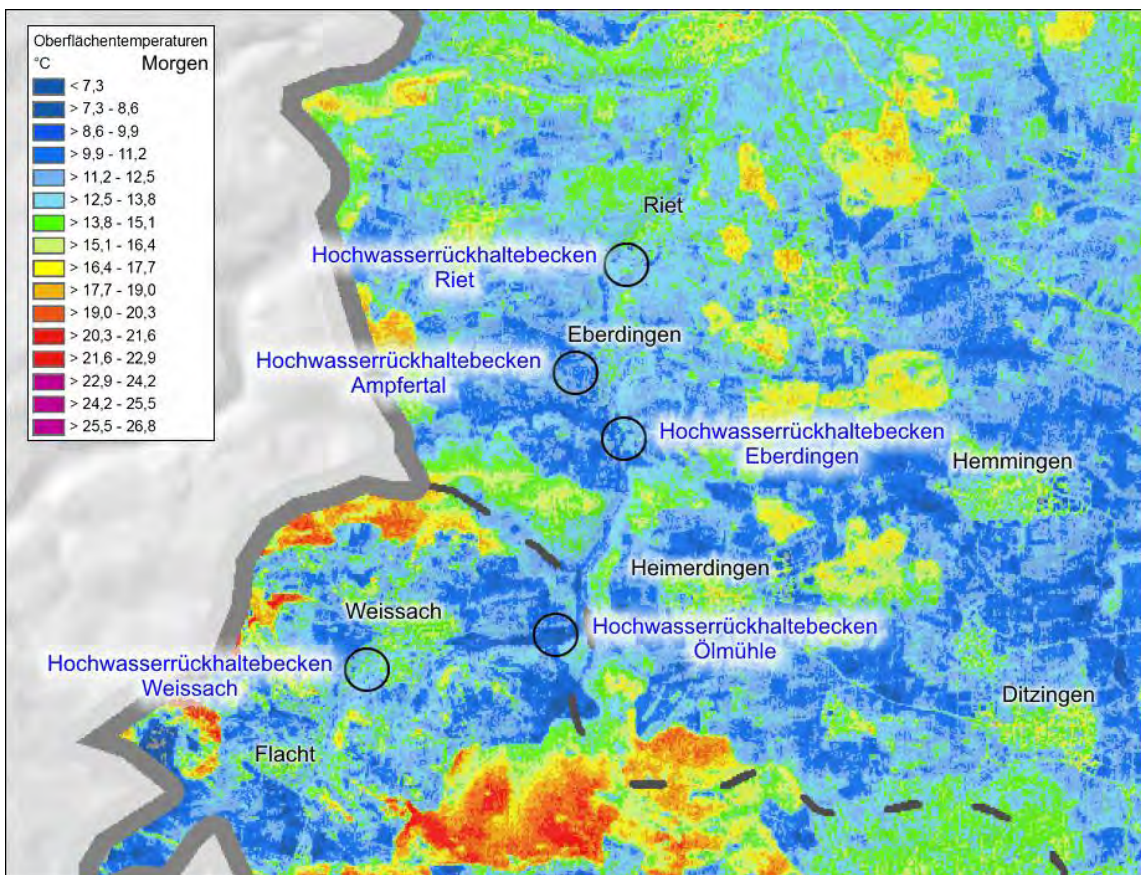 Oberflächentemperaturen
°C Morgen
< 7,3
> 7,3 - 8,6
> 8,6 - 9,9
> 9,9 - 11,2
> 11,2 - 12,5
> 12,5 - 13,8
> 13,8 - 15,1
> 15,1 - 16,4
> 16,4 - 17,7
> 17,7 - 19,0
> 19,0 - 20,3
> 20,3 - 21,6
> 21,6 - 22,9
> 22,9 - 24,2
> 24,2 - 25,5
> 25,5 - 26,8
Riet
Hochwasserrückhaltebecken
Riet
Eberdingen
Hochwasserrückhaltebecken
Ampfertal
Hochwasserrückhaltebecken
Eberdingen
Hemmingen
Heimerdingen
Weissach
Hochwasserrückhaltebecken
Ölmühle
Hochwasserrückhaltebecken
Weissach
Ditzingen
Flacht